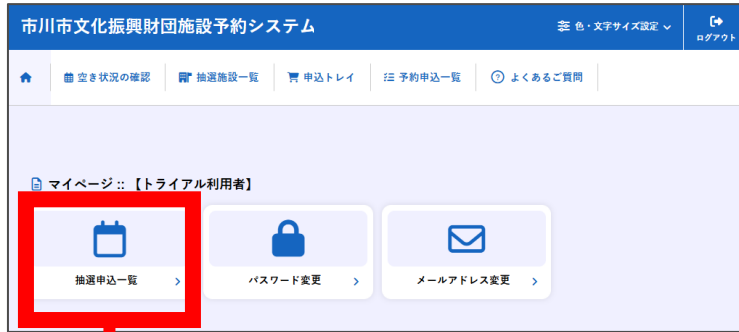 市川市文化振興財団施設予約システム
色・文字サイズ設定
ログアウト
空き状況の確認
抽選施設一覧
申込トレイ
予約申込一覧
よくあるご質問
マイページ :: 【トライアル利用者】
抽選申込一覧
パスワード変更
メールアドレス変更